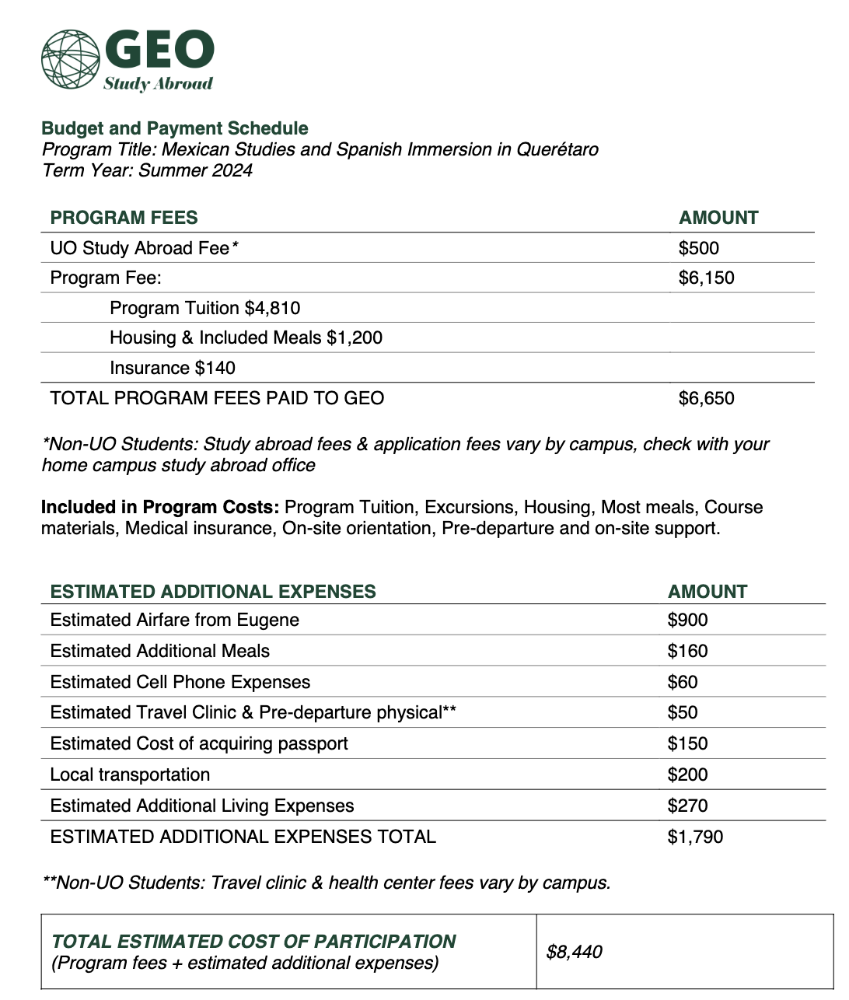 GEO
Study Abroad
Budget and Payment Schedule
Program Title: Mexican Studies and Spanish Immersion in Querétaro
Term Year: Summer 2024
PROGRAM FEES AMOUNT
UO Study Abroad Fee* $500
Program Fee: $6,150
Program Tuition $4,810
Housing & Included Meals $1,200
Insurance $140
TOTAL PROGRAM FEES PAID TO GEO $6,650
*Non-UO Students: Study abroad fees & application fees vary by campus, check with your
home campus study abroad office
Included in Program Costs: Program Tuition, Excursions, Housing, Most meals, Course
materials, Medical insurance, On-site orientation, Pre-departure and on-site support.
ESTIMATED ADDITIONAL EXPENSES AMOUNT
Estimated Airfare from Eugene $900
Estimated Additional Meals $160
Estimated Cell Phone Expenses $60
Estimated Travel Clinic & Pre-departure physical** $50
Estimated Cost of acquiring passport $150
Local transportation $200
Estimated Additional Living Expenses $270
ESTIMATED ADDITIONAL EXPENSES TOTAL $1,790
**Non-UO Students: Travel clinic & health center fees vary by campus.
TOTAL ESTIMATED COST OF PARTICIPATION
(Program fees + estimated additional expenses) $8,440